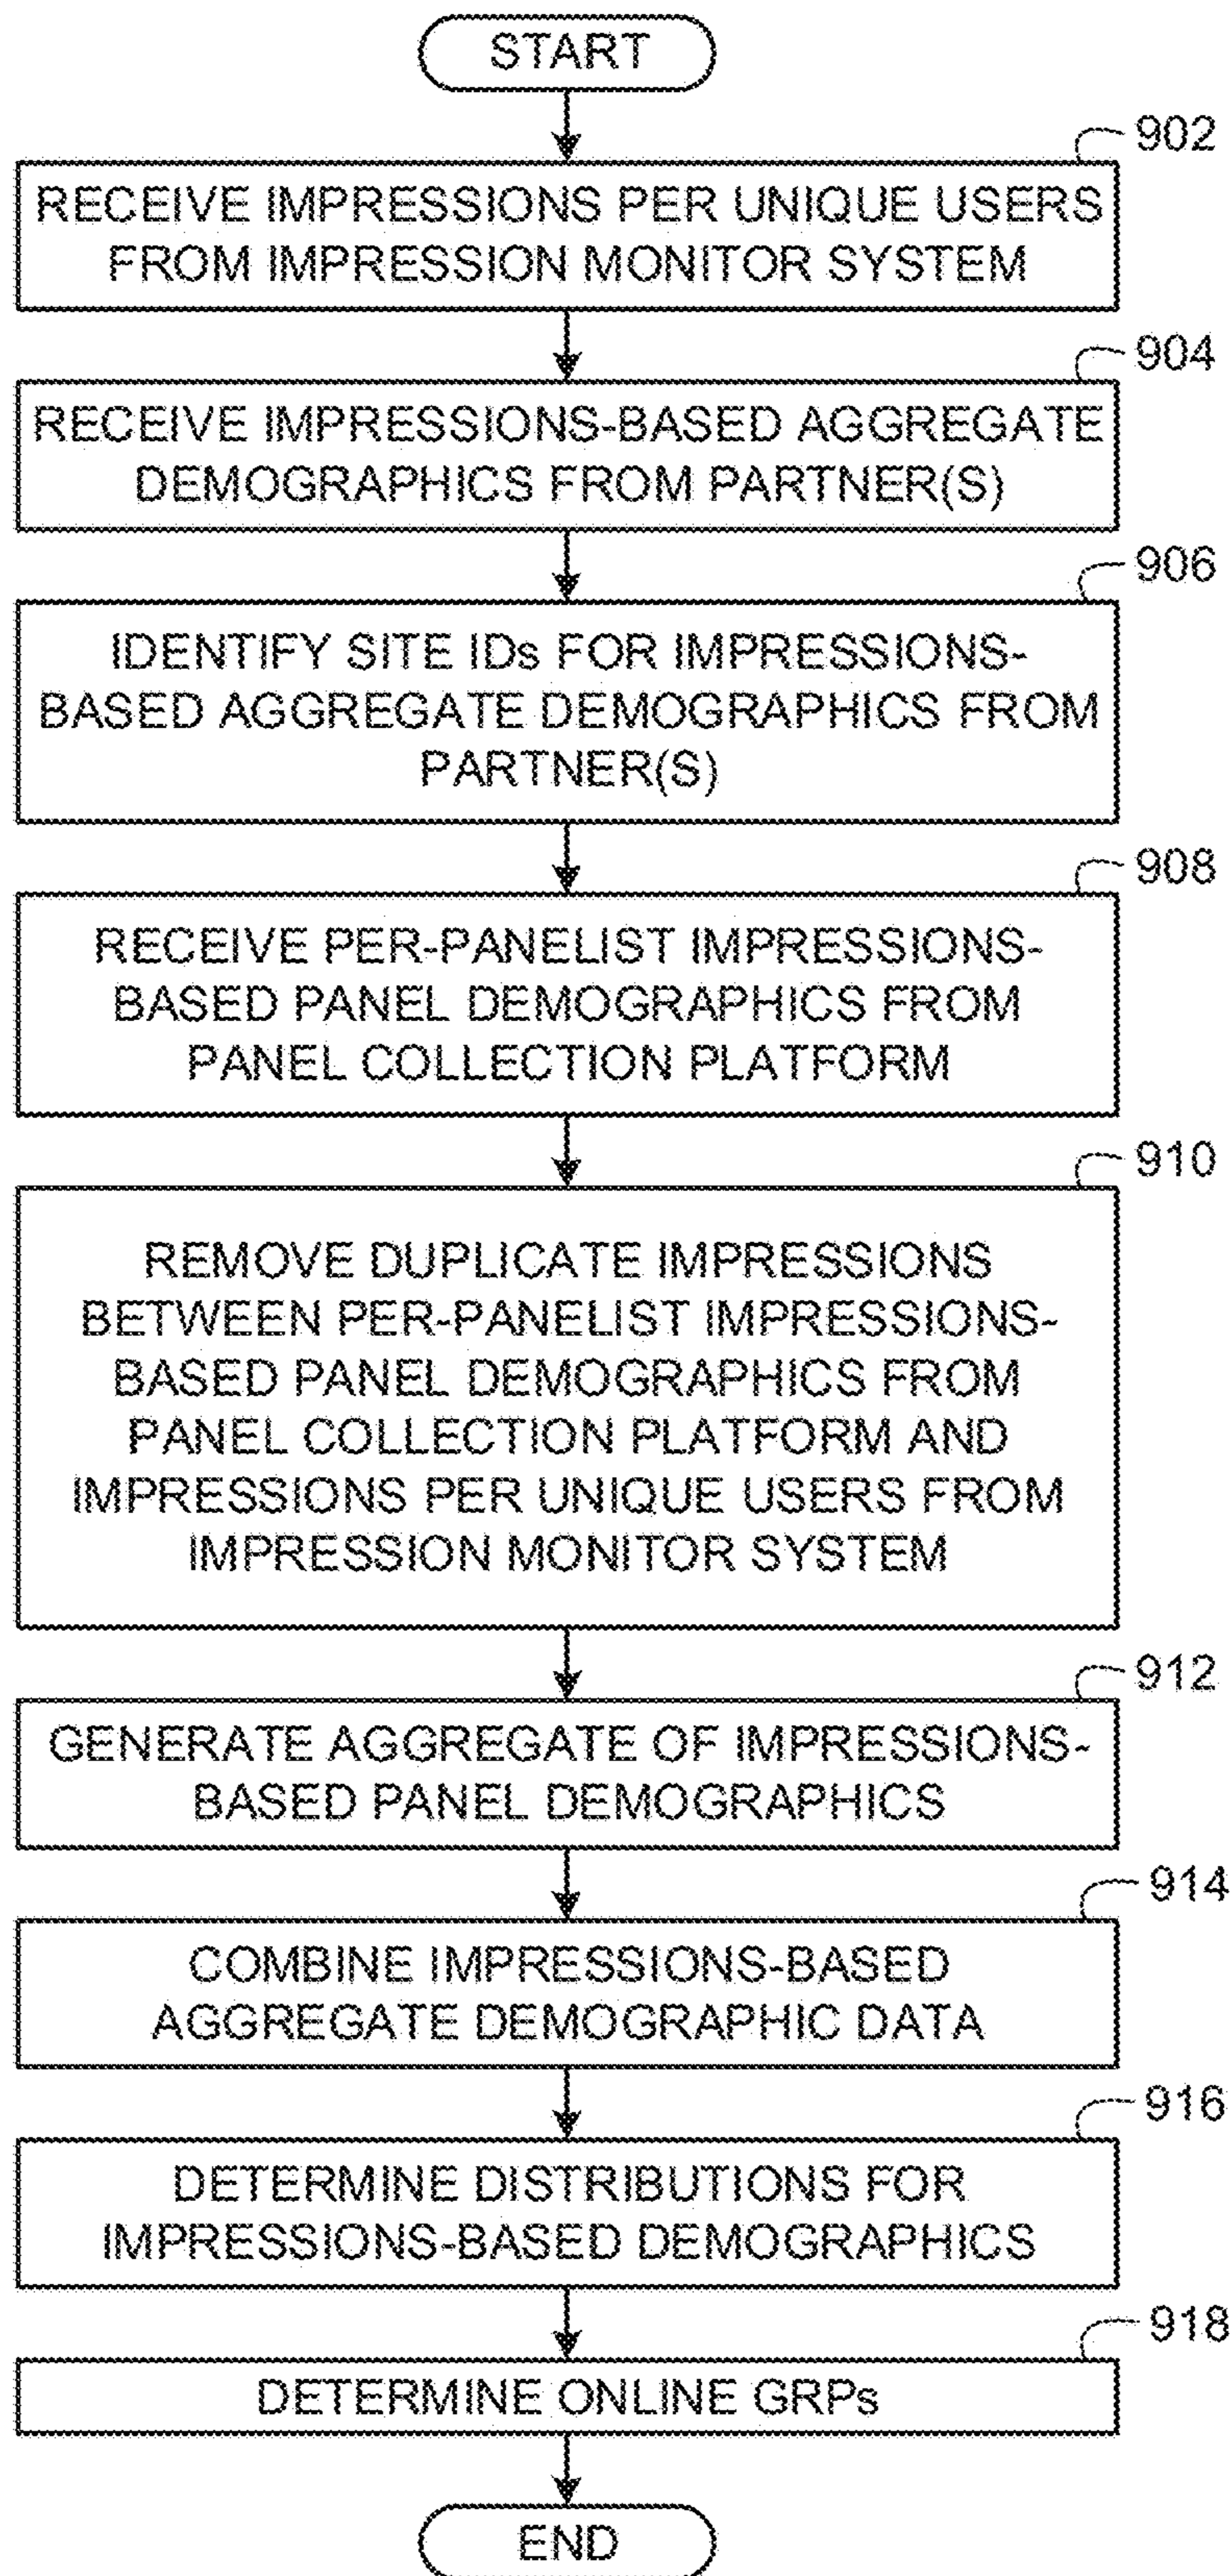 START
902
RECEIVE IMPRESSIONS PER UNIQUE USERS
FROM IMPRESSION MONITOR SYSTEM
904
RECEIVE IMPRESSIONS-BASED AGGREGATE
DEMOGRAPHICS FROM PARTNER(S)
906
IDENTIFY SITE IDs FOR IMPRESSIONS-
BASED AGGREGATE DEMOGRAPHICS FROM
PARTNER(S)
908
RECEIVE PER-PANELIST IMPRESSIONS-
BASED PANEL DEMOGRAPHICS FROM
PANEL COLLECTION PLATFORM
910
REMOVE DUPLICATE IMPRESSIONS
BETWEEN PER-PANELIST IMPRESSIONS-
BASED PANEL DEMOGRAPHICS FROM
PANEL COLLECTION PLATFORM AND
IMPRESSIONS PER UNIQUE USERS FROM
IMPRESSION MONITOR SYSTEM
912
GENERATE AGGREGATE OF IMPRESSIONS-
BASED PANEL DEMOGRAPHICS
914
COMBINE IMPRESSIONS-BASED
AGGREGATE DEMOGRAPHIC DATA
916
DETERMINE DISTRIBUTIONS FOR
IMPRESSIONS-BASED DEMOGRAPHICS
918
DETERMINE ONLINE GRPs
END